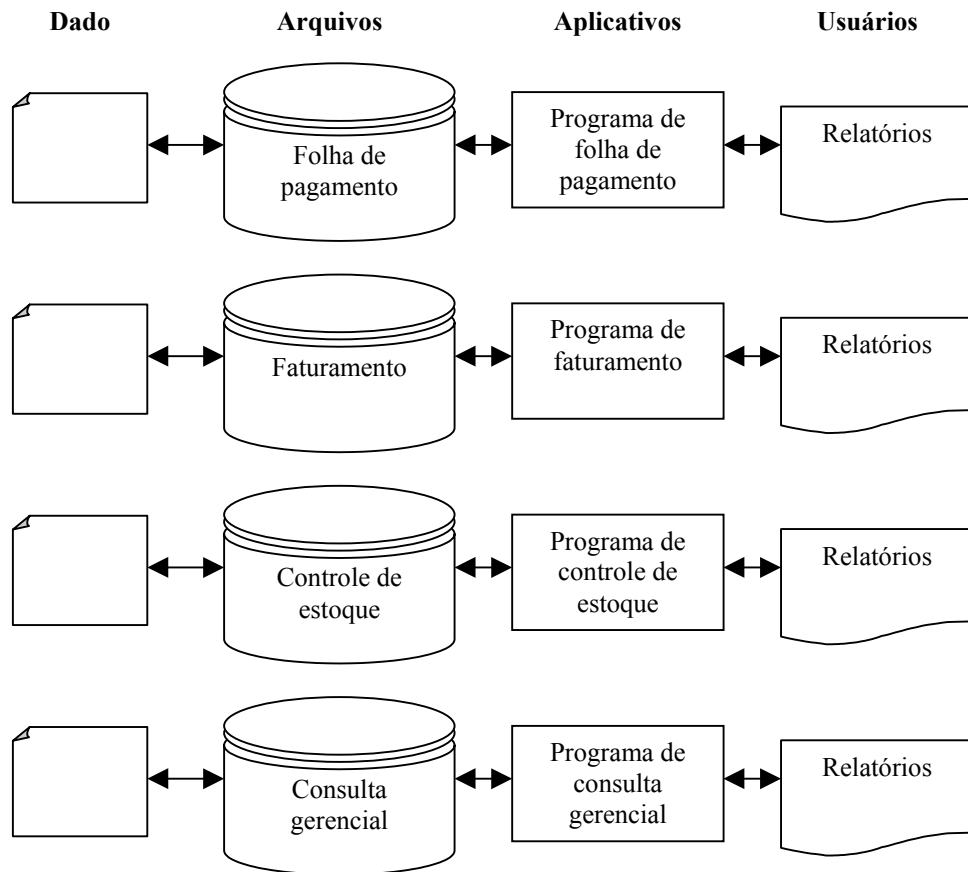 Dado Arquivos Aplicativos Usuários
Folha de
pagamento
Programa de
folha de
pagamento
Relatórios
Faturamento
Programa de
faturamento
Relatórios
Controle de
estoque
Programa de
controle de
estoque
Relatórios
Consulta
gerencial
Programa de
consulta
gerencial
Relatórios